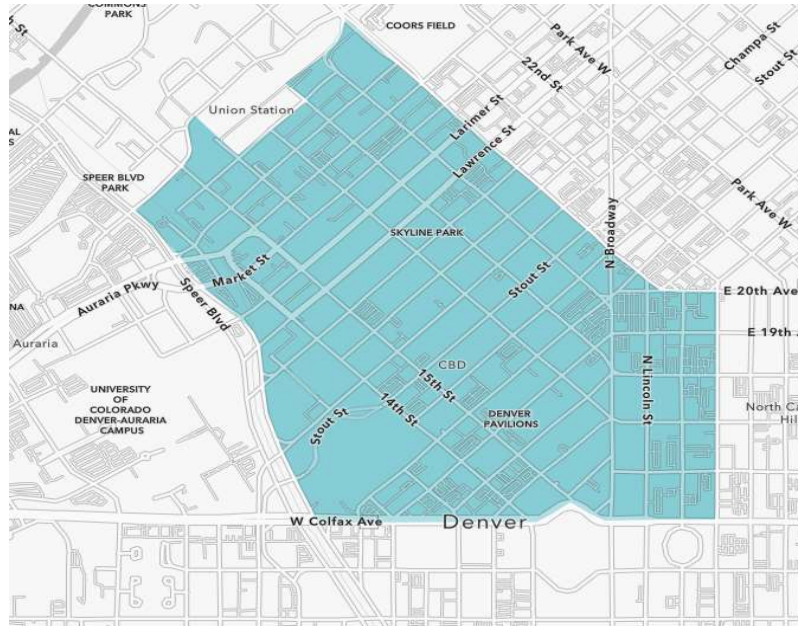 COMMONS
PARK
COORS FIELD
Park Ave W
Champa St
Stout St
22nd St
Union Station
Larimer St
Lawrence St
SPEER BLVD
PARK
Park Ave W
SKYLINE PARK
N Broadway
Market St
Stout St
Auraria Pkwy
Speer Blvd
E 20th Ave
E 19th
Auraria
CBD
15th St
N Lincoln St
UNIVERSITY
OF
COLORADO
DENVER-AURARIA
CAMPUS
14th St
Stout St
DENVER
PAVILIONS
North
W Colfax Ave
Denver